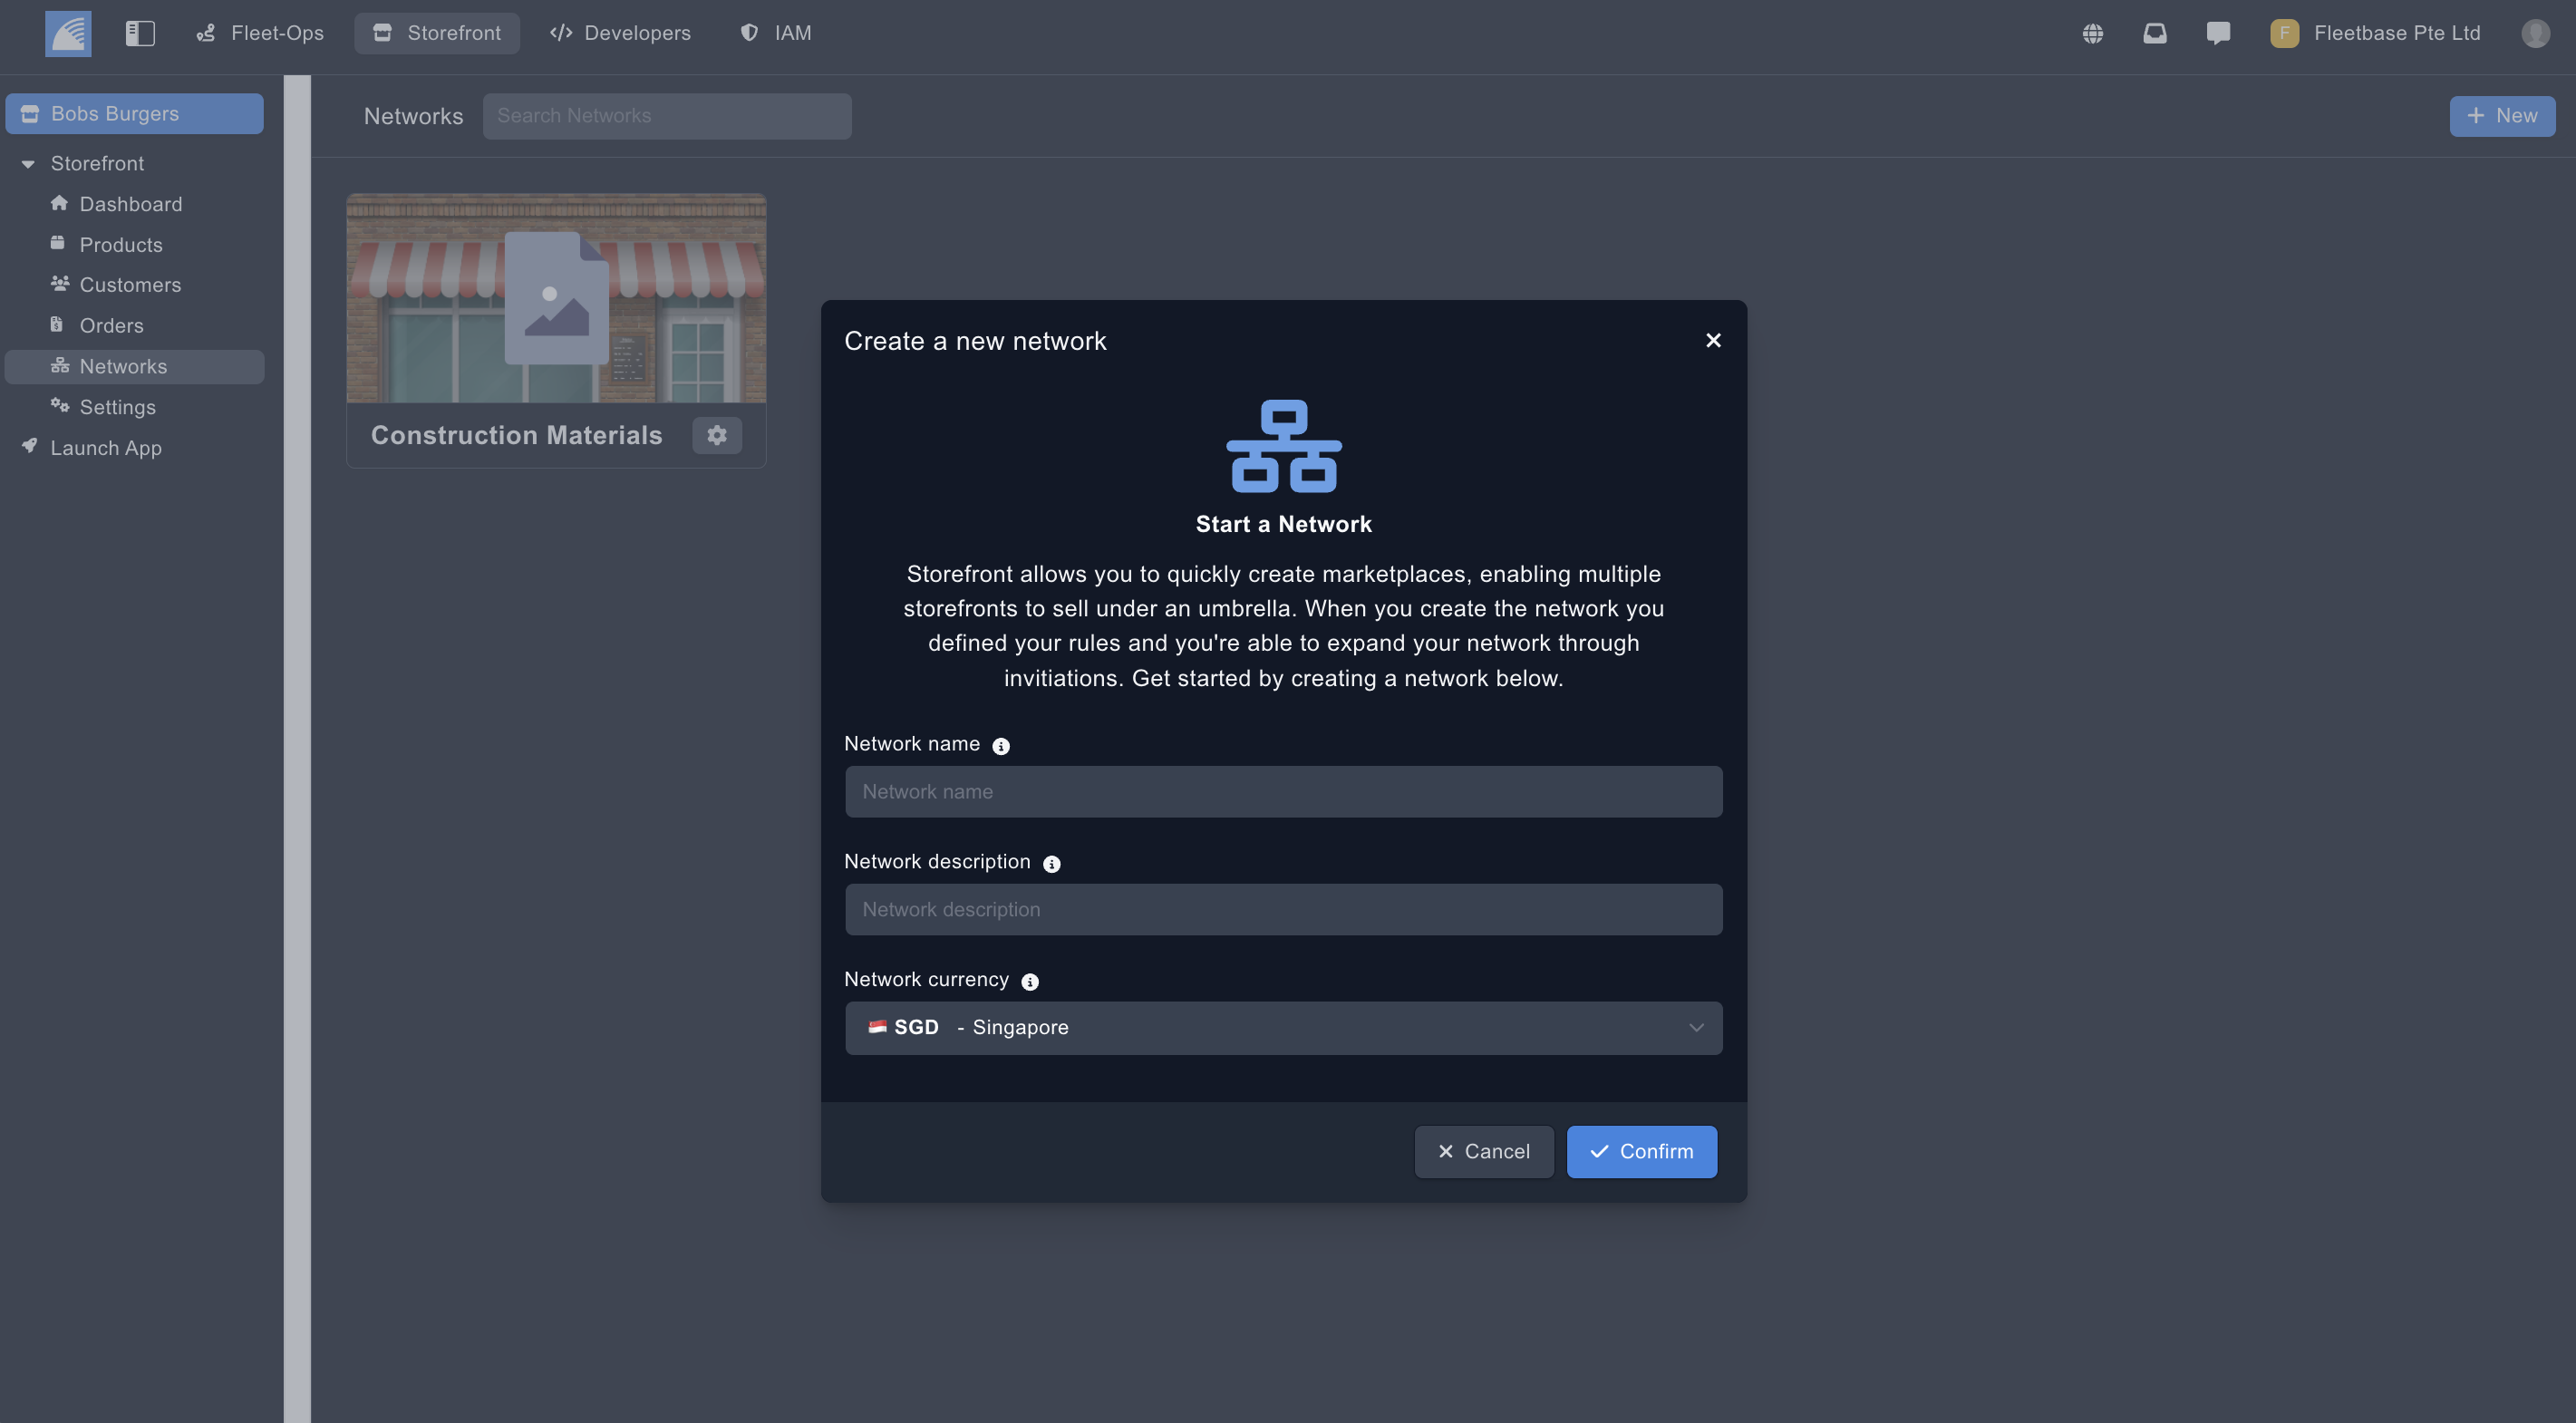 Fleet-Ops
Storefront
Developers
IAM
F
Fleetbase Pte Ltd
Bobs Burgers
Storefront
Dashboard
Products
Customers
Orders
Networks
Settings
Launch App
Networks
Search Networks
New
Construction Materials
Create a new network
Start a Network
Storefront allows you to quickly create marketplaces, enabling multiple
storefronts to sell under an umbrella. When you create the network you
defined your rules and you're able to expand your network through
invitiations. Get started by creating a network below.
Network name
Network name
Network description
Network description
Network currency
SGD - Singapore
Cancel
Confirm